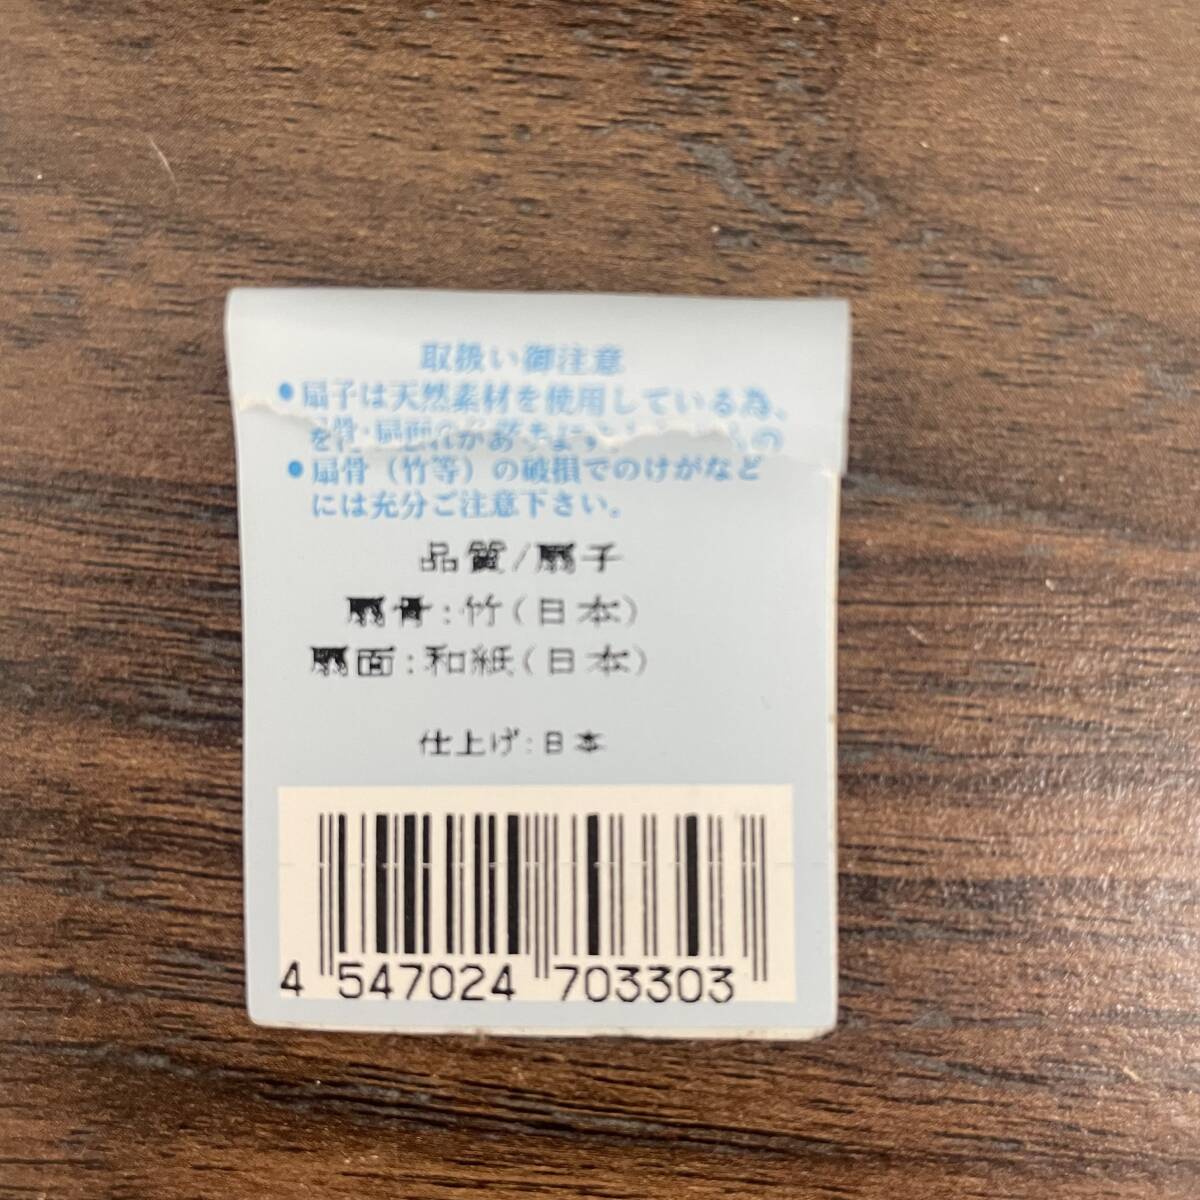 取扱い御注意
●扇子は天然素材を使用している為、
●扇骨（竹等）の破損でのけがなど
には充分ご注意下さい。
品質/扇子
扇骨:竹(日本)
扇面:和紙(日本)
仕上げ:日本
4 547024 703303